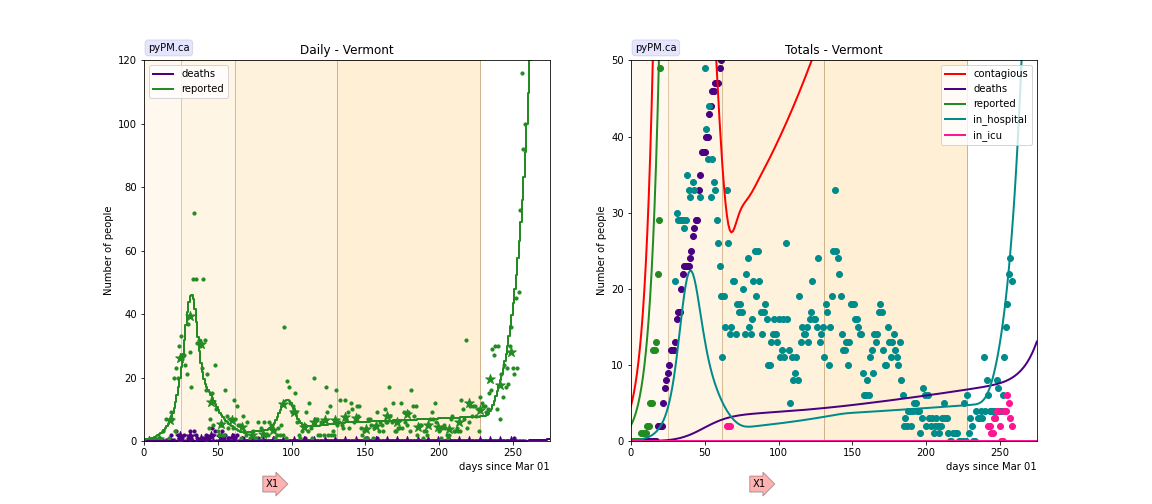 pyPM.ca
Daily - Vermont
deaths
reported
Number of people
120
100
80
60
40
20
0
0 50 100 150 200 250
days since Mar 01
X1
pyPM.ca
Totals - Vermont
contagious
deaths
reported
in_hospital
in_icu
Number of people
50
40
30
20
10
0
0 50 100 150 200 250
days since Mar 01
X1